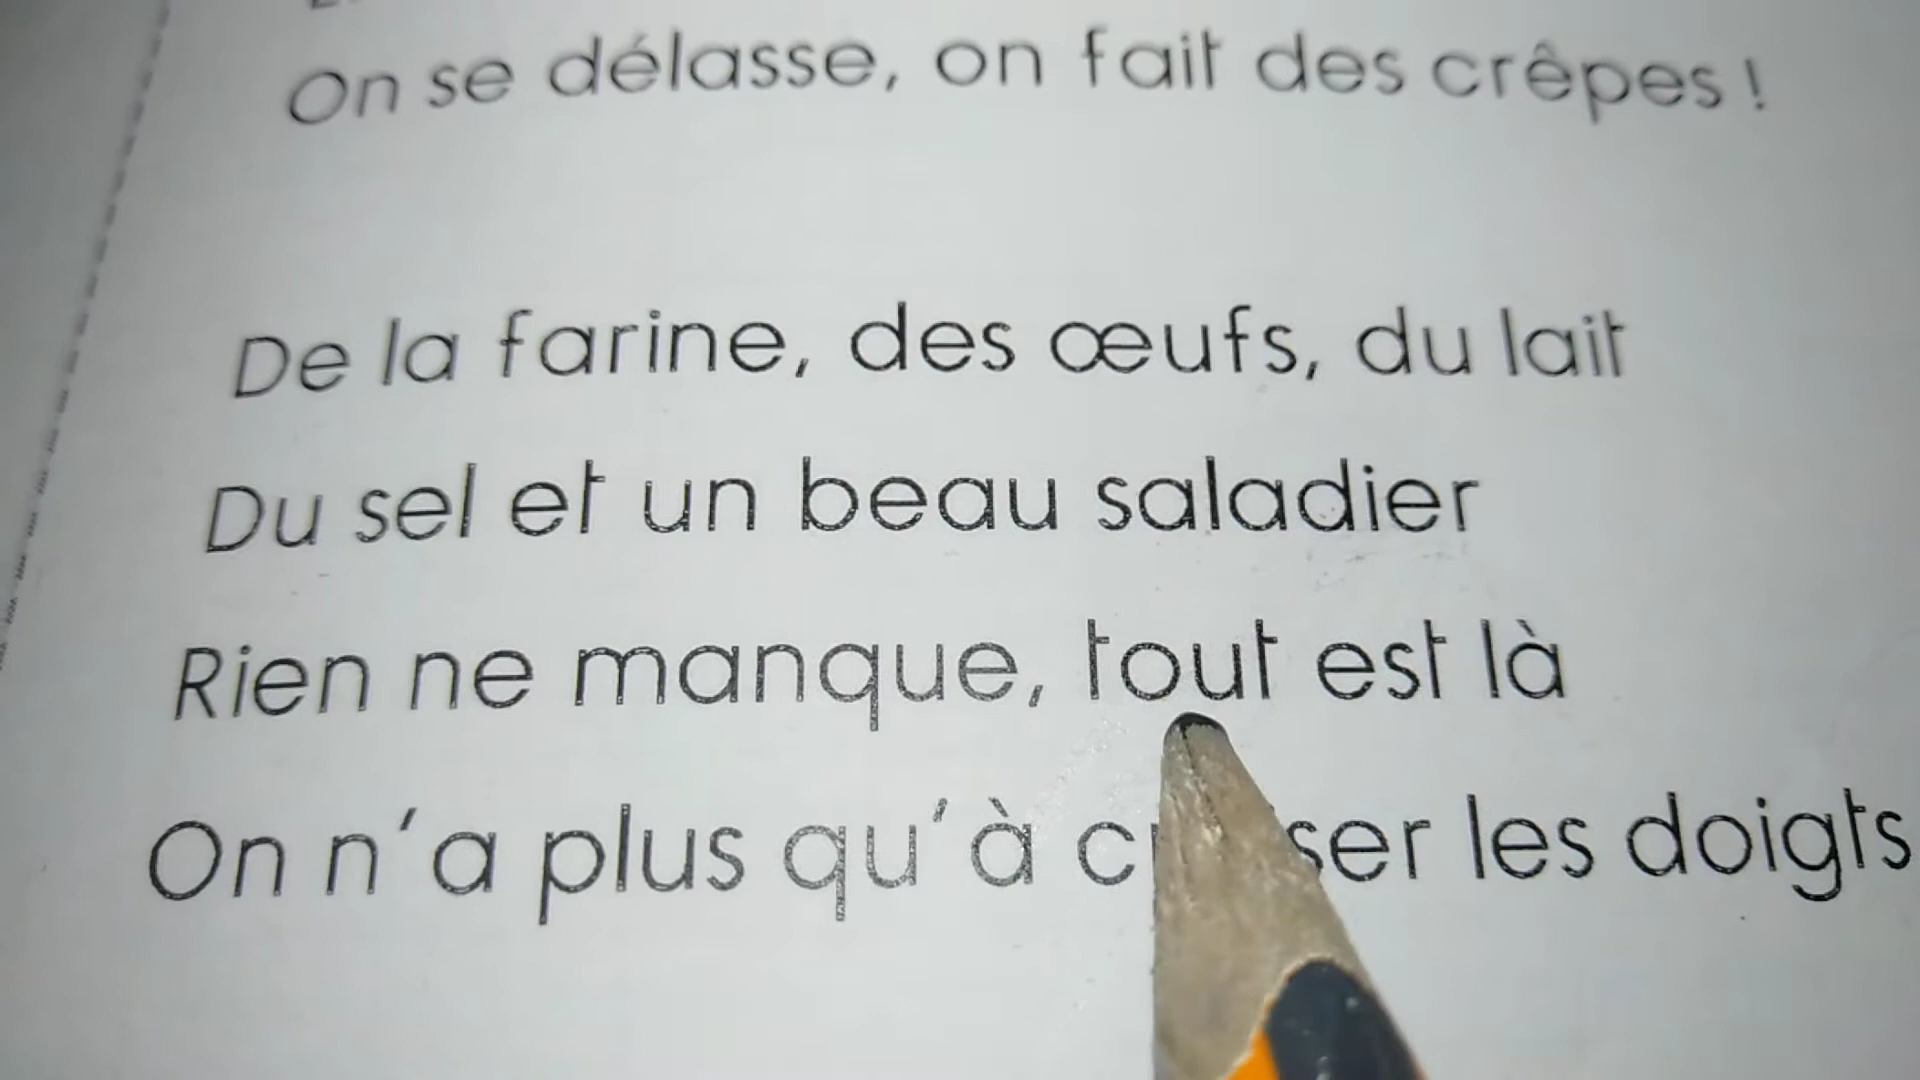 On se délasse, on fait des crêpes !
De la farine, des œufs, du lait
Du sel et un beau saladier
Rien ne manque, tout est là
On n'a plus qu'à les doigts